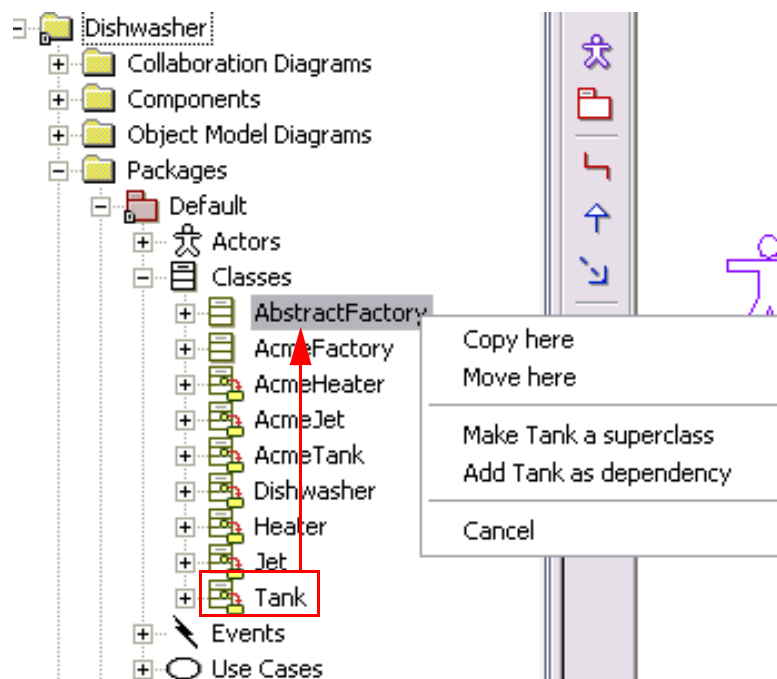 Dishwasher
Collaboration Diagrams
Components
Object Model Diagrams
Packages
Default
Actors
Classes
AbstractFactory
AcmeFactory
AcmeHeater
AcmeJet
AcmeTank
Dishwasher
Heater
Jet
Tank
Events
Use Cases
Copy here
Move here
Make Tank a superclass
Add Tank as dependency
Cancel